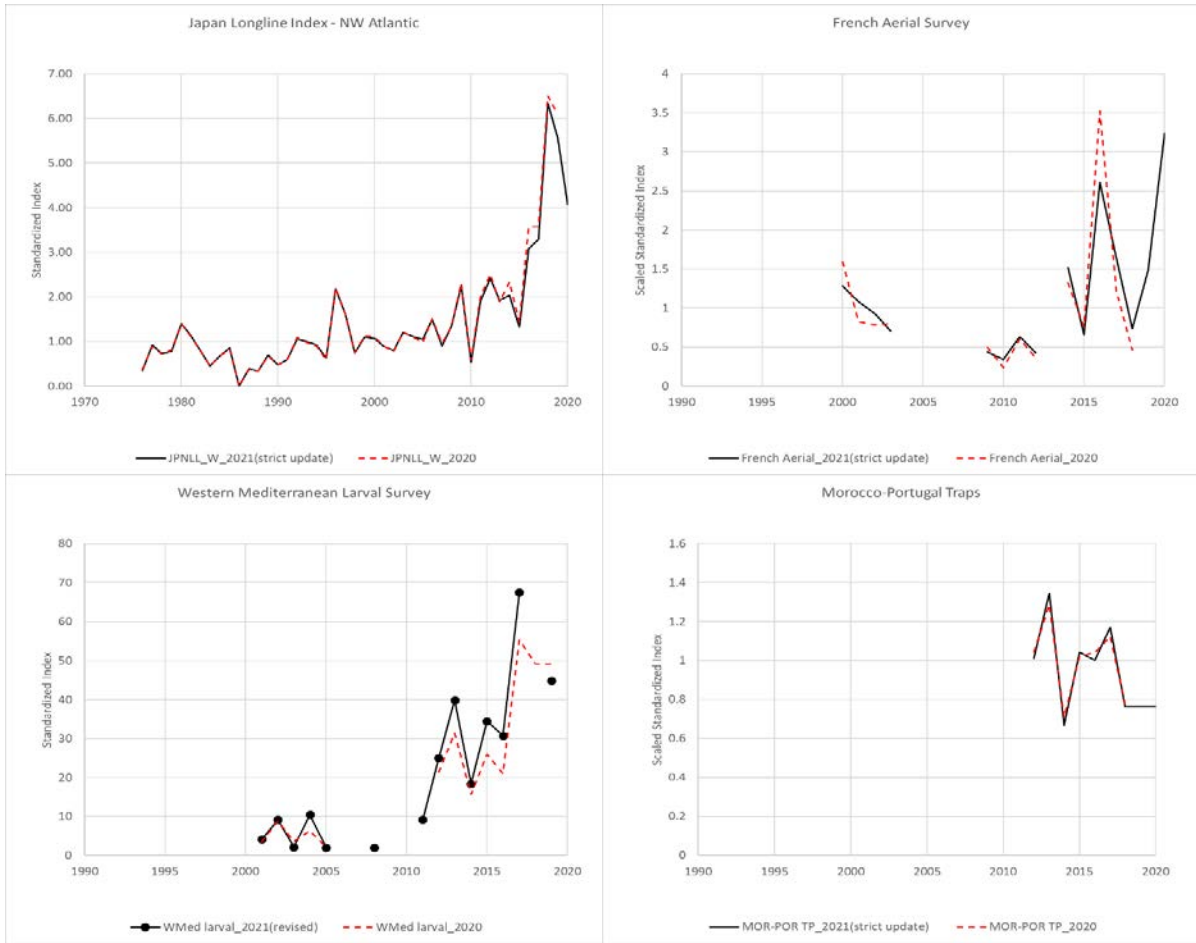 Japan Longline Index - NW Atlantic
Standardized Index
7.00
6.00
5.00
4.00
3.00
2.00
1.00
0.00
1970 1980 1990 2000 2010 2020
JPNLL_W_2021(strict update) JPNLL_W_2020
French Aerial Survey
Scaled Standardized Index
4
3.5
3
2.5
2
1.5
1
0.5
0
1990 1995 2000 2005 2010 2015 2020
French Aerial_2021(strict update) French Aerial_2020
Western Mediterranean Larval Survey
Standardized Index
80
70
60
50
40
30
20
10
0
1990 1995 2000 2005 2010 2015 2020
WMed larval_2021(revised) WMed larval_2020
Morocco-Portugal Traps
Scaled Standardized Index
1.6
1.4
1.2
1
0.8
0.6
0.4
0.2
0
1990 1995 2000 2005 2010 2015 2020
MOR-POR TP_2021(strict update) MOR-POR TP_2020